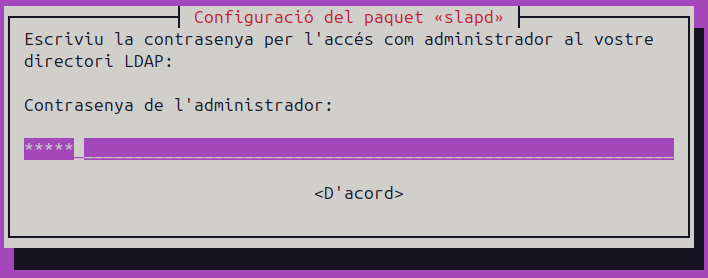 Configuració del paquet «slapd»
Escriviu la contrasenya per l'accés com administrador al vostre
directori LDAP:
Contrasenya de l'administrador:
*****
<D'acord>